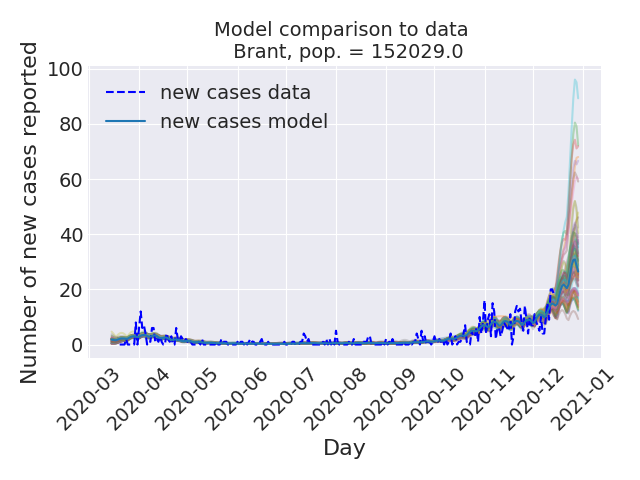 Model comparison to data
Brant, pop. = 152029.0
Number of new cases reported
100
80
60
40
20
0
new cases data
new cases model
2020-03
2020-04
2020-05
2020-06
2020-07
2020-08
2020-09
2020-10
2020-11
2020-12
2021-01
Day